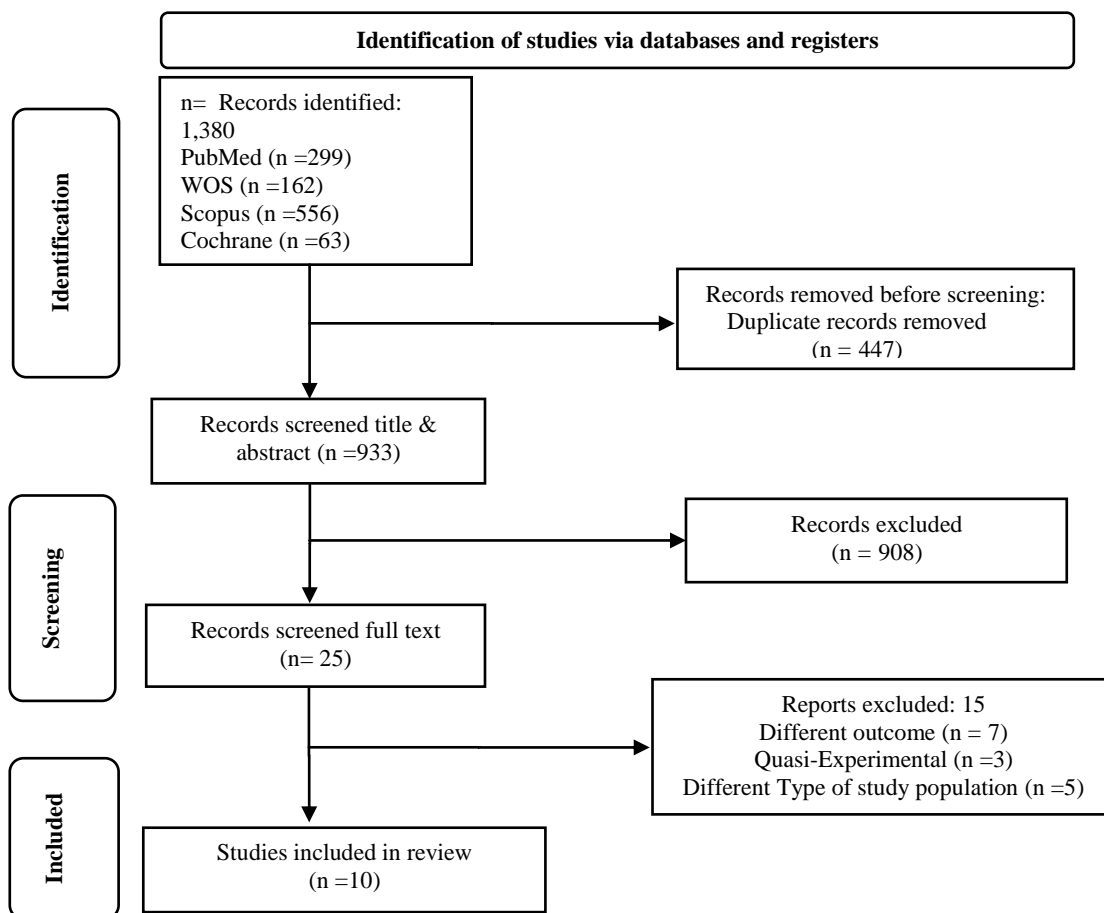 Identification of studies via databases and registers
Identification
n= Records identified:
1,380
PubMed (n =299)
WOS (n =162)
Scopus (n =556)
Cochrane (n =63)
Records removed before screening:
Duplicate records removed
(n = 447)
Records screened title &
abstract (n =933)
Screening
Records excluded
(n = 908)
Records screened full text
(n= 25)
Reports excluded: 15
Different outcome (n = 7)
Quasi-Experimental (n =3)
Different Type of study population (n =5)
Included
Studies included in review
(n =10)